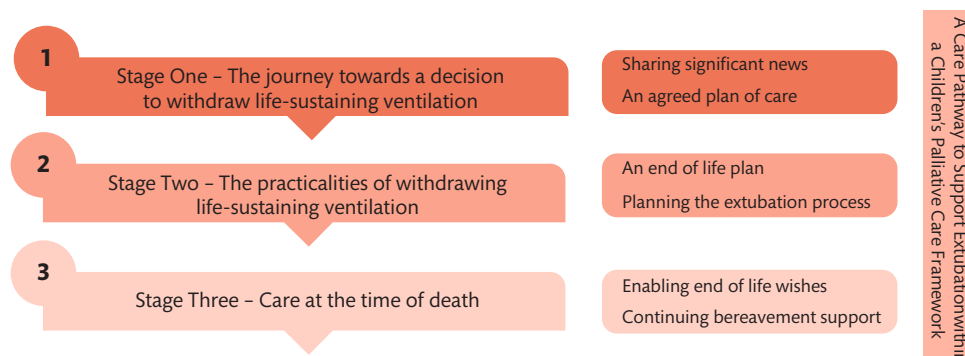 1
Stage One – The journey towards a decision
to withdraw life-sustaining ventilation
Sharing significant news
An agreed plan of care
2
Stage Two – The practicalities of withdrawing
life-sustaining ventilation
An end of life plan
Planning the extubation process
3
Stage Three – Care at the time of death
Enabling end of life wishes
Continuing bereavement support
A Care Pathway to Support Extubationwithi
a Children's Palliative Care Framework